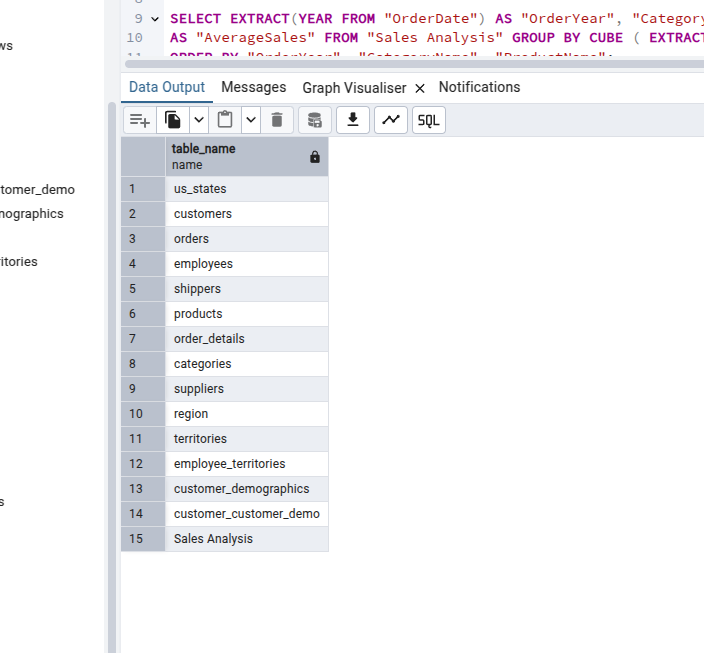 9 SELECT EXTRACT(YEAR FROM "OrderDate") AS "OrderYear", "Category
10 AS "AverageSales" FROM "Sales Analysis" GROUP BY CUBE ( EXTRACT
ws
Data Output Messages Graph Visualiser × Notifications
SQL
table_name
name
1 us_states
tomer_demo
2 customers
nographics
3 orders
4 employees
ritories
5 shippers
6 products
7 order_details
8 categories
9 suppliers
10 region
11 territories
12 employee_territories
13 customer_demographics
s
14 customer_customer_demo
15 Sales Analysis